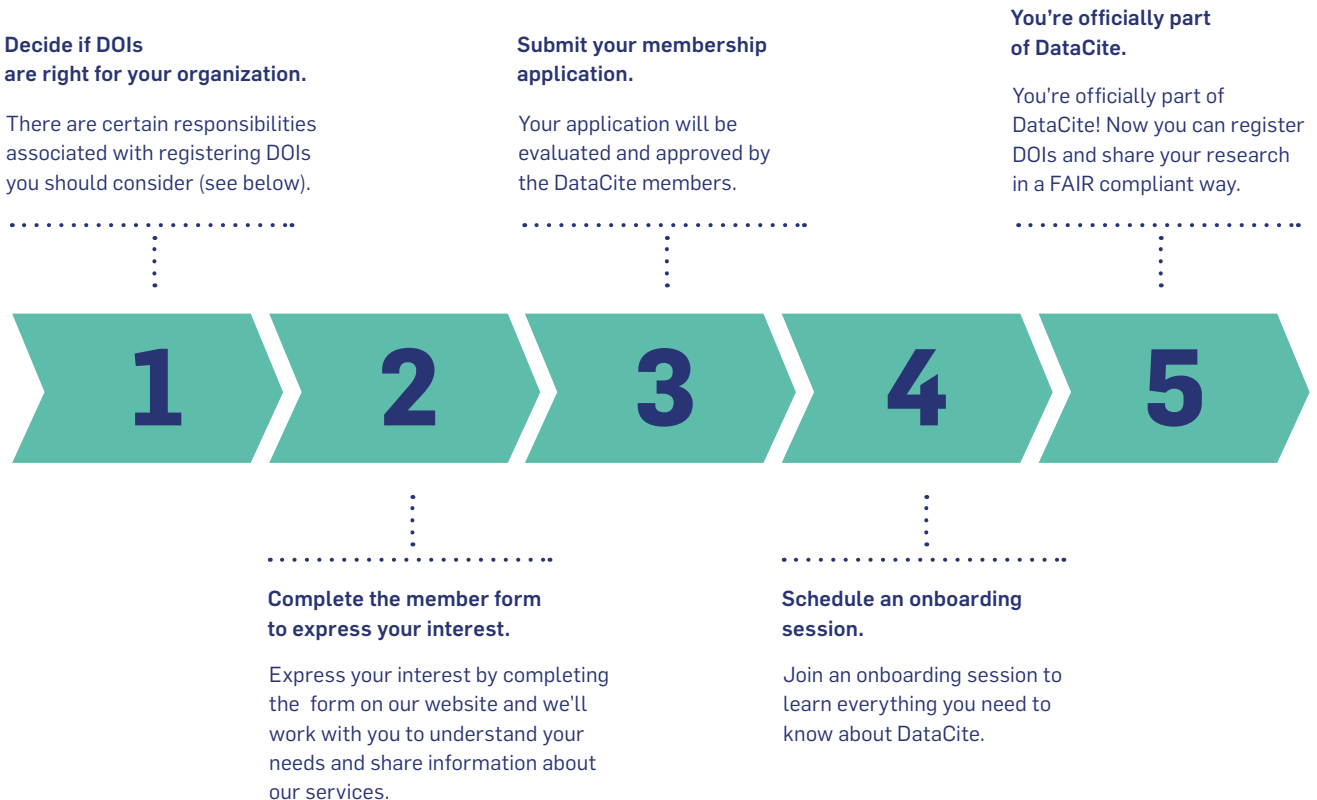 Decide if DOIs
are right for your organization.
There are certain responsibilities
associated with registering DOIs
you should consider (see below).
Submit your membership
application.
Your application will be
evaluated and approved by
the DataCite members.
You’re officially part
of DataCite.
You’re officially part of
DataCite! Now you can register
DOIs and share your research
in a FAIR compliant way.
1
2
3
4
5
Complete the member form
to express your interest.
Express your interest by completing
the  form on our website and we’ll
work with you to understand your
needs and share information about
our services.
Schedule an onboarding
session.
Join an onboarding session to
learn everything you need to
know about DataCite.